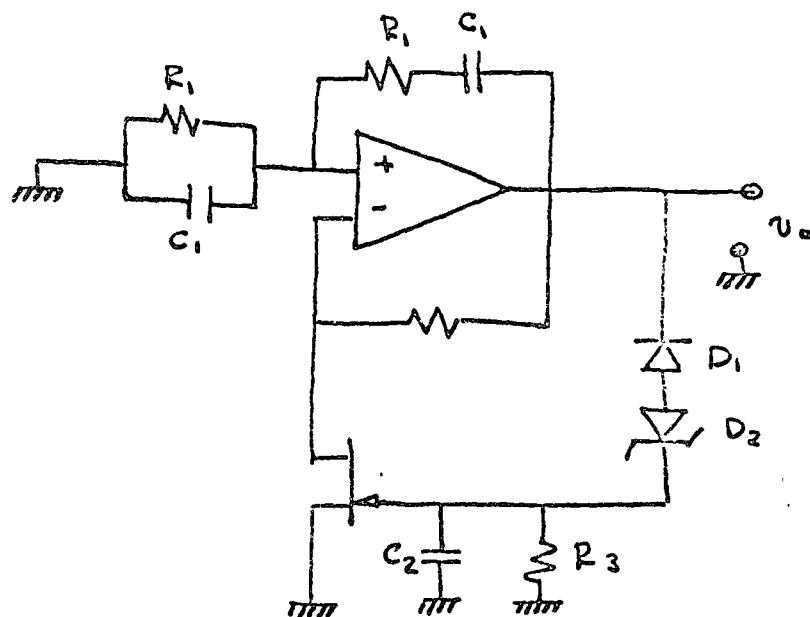 R₁
C₁
R₁
C₁
+
-
v₀
D₁
D₂
C₂
R₃